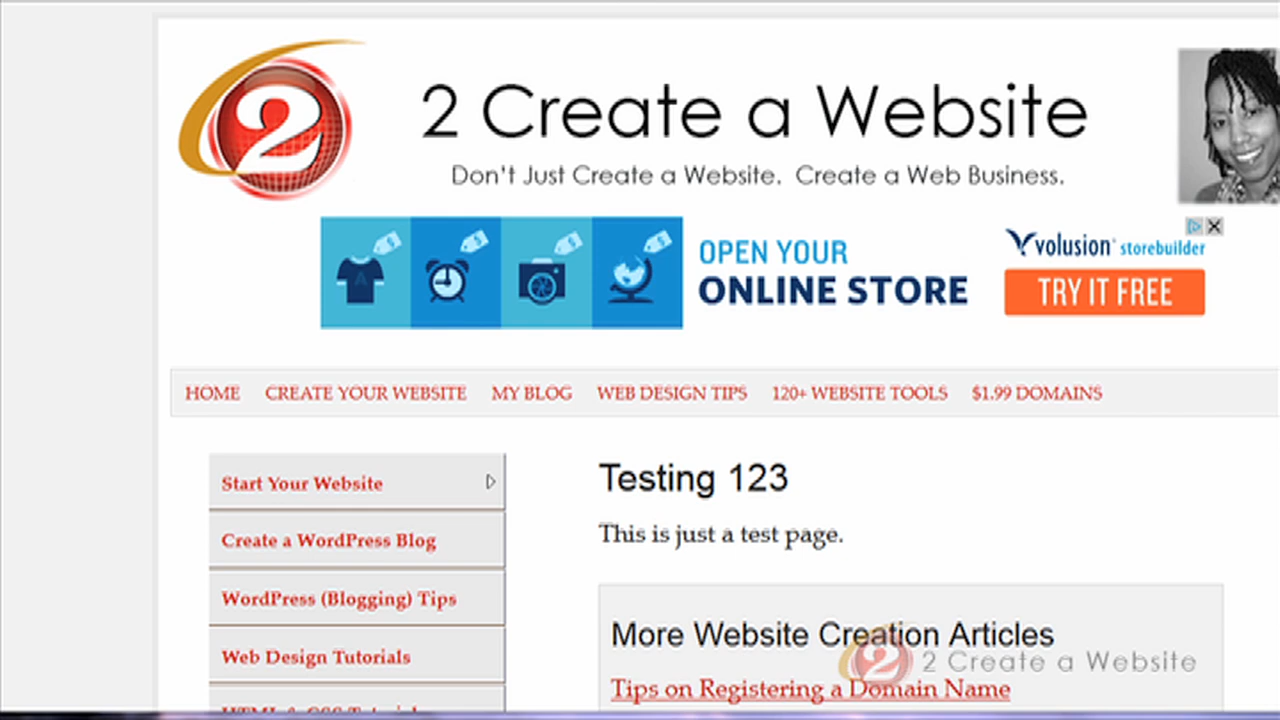 2
2 Create a Website
Don't Just Create a Website. Create a Web Business.
OPEN YOUR
ONLINE STORE
volusion storebuilder
TRY IT FREE
HOME CREATE YOUR WEBSITE MY BLOG WEB DESIGN TIPS 120+ WEBSITE TOOLS $1.99 DOMAINS
Start Your Website
Create a WordPress Blog
WordPress (Blogging) Tips
Web Design Tutorials
Testing 123
This is just a test page.
More Website Creation Articles
2 2 Create a Website
Tips on Registering a Domain Name